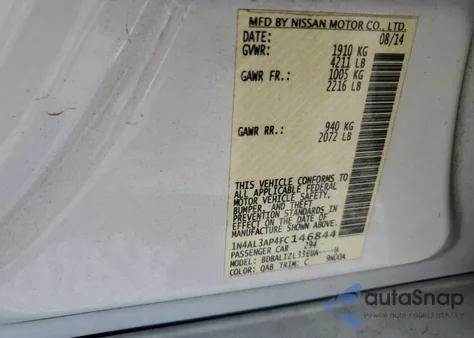 MFD BY NISSAN MOTOR CO., LTD.
DATE: 08/14
GVWR: 1910 KG
4211 LB
GAWR FR.: 1005 KG
2216 LB
GAWR RR.: 940 KG
2072 LB
THIS VEHICLE CONFORMS TO
ALL APPLICABLE FEDERAL
MOTOR VEHICLE SAFETY,
BUMPER, AND THEFT
PREVENTION STANDARDS IN
EFFECT ON THE DATE OF
MANUFACTURE SHOWN ABOVE.
1N4AL3AP4FC146844
PASSENGER CAR 294
MODEL:
COLOR: QAB TRIM: C
autoSnap